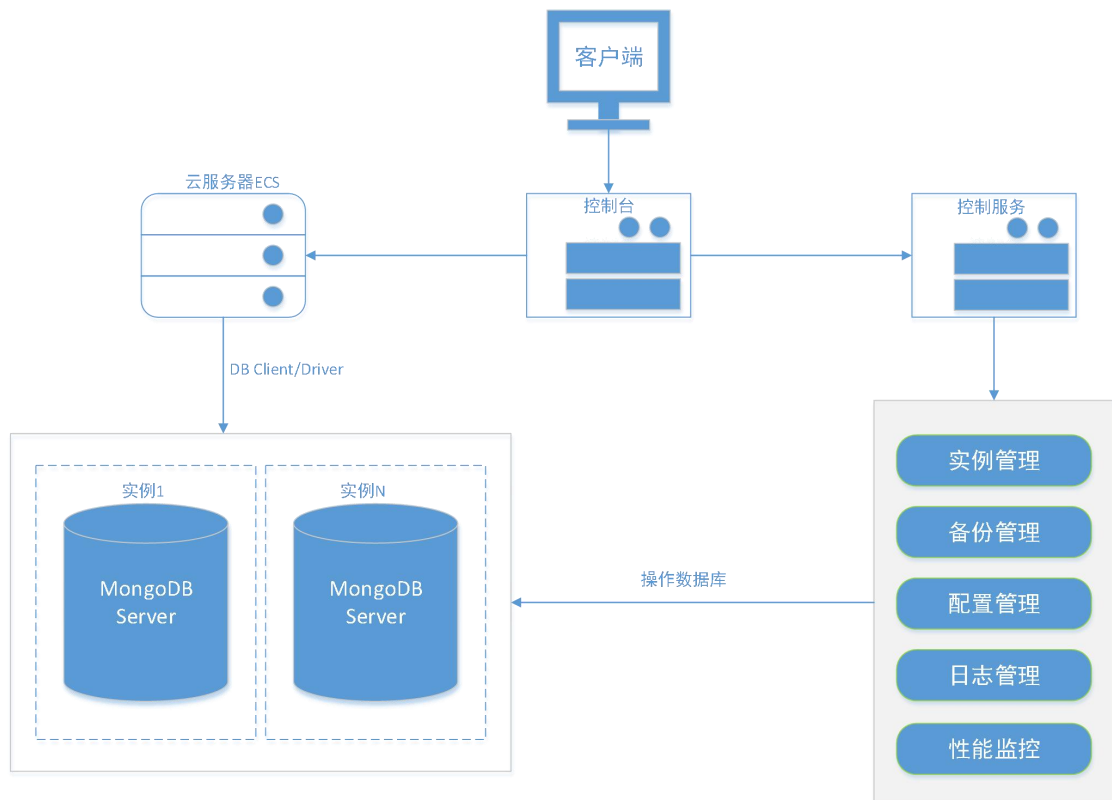 客户端
云服务器ECS
控制台
控制服务
DB Client/Driver
实例1
实例N
MongoDB
Server
MongoDB
Server
操作数据库
实例管理
备份管理
配置管理
日志管理
性能监控